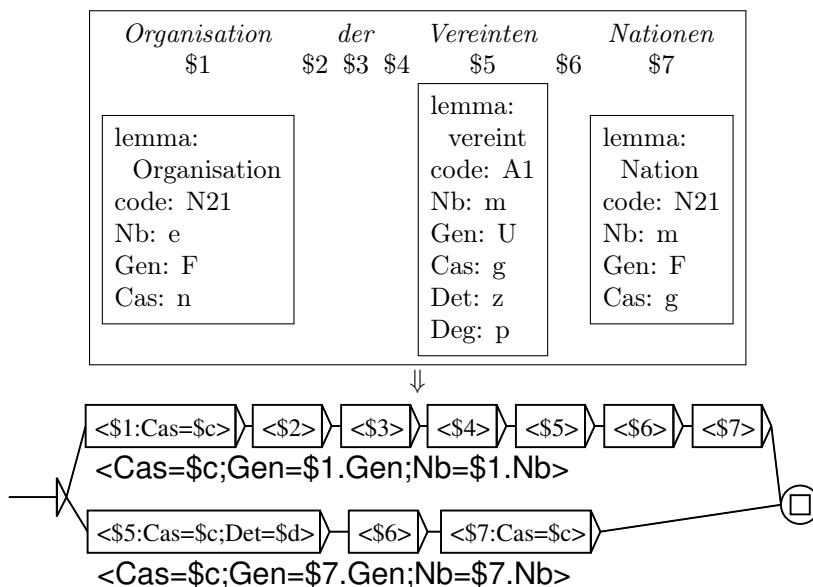 Organisation der Vereinten Nationen
$1 $2 $3 $4 $5 $6 $7
lemma:
Organisation
code: N21
Nb: e
Gen: F
Cas: n
lemma:
vereint
code: A1
Nb: m
Gen: U
Cas: g
Det: z
Deg: p
lemma:
Nation
code: N21
Nb: m
Gen: F
Cas: g
⇓
<$1:Cas=$c> <$2> <$3> <$4> <$5> <$6> <$7>
<Cas=$c;Gen=$1.Gen;Nb=$1.Nb>
<$5:Cas=$c;Det=$d> <$6> <$7:Cas=$c>
<Cas=$c;Gen=$7.Gen;Nb=$7.Nb>